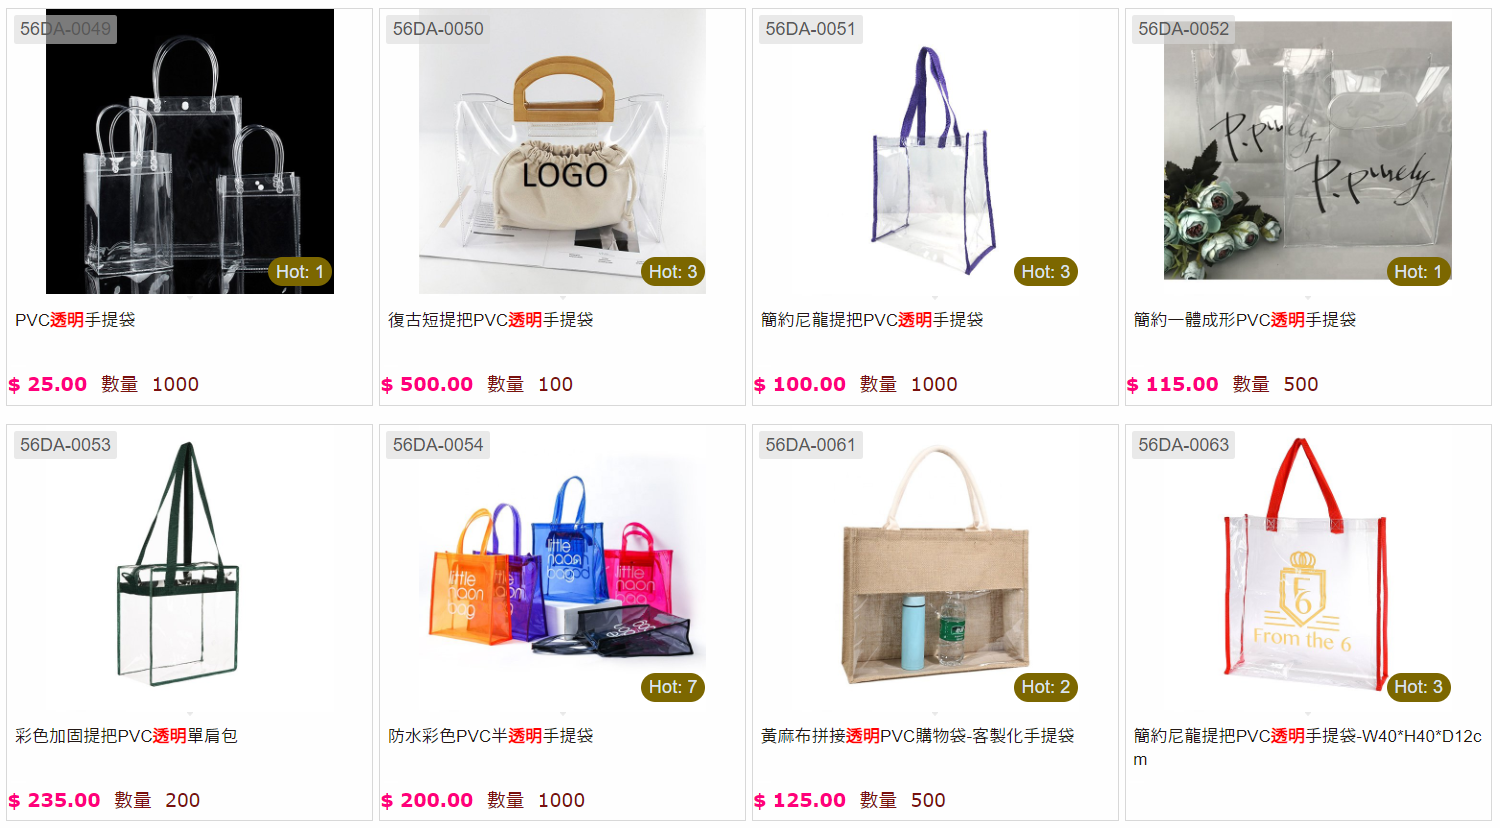 56DA-0049
Hot: 1
PVC透明手提袋
$ 25.00 數量 1000
56DA-0050
LOGO
Hot: 3
復古短提把PVC透明手提袋
$ 500.00 數量 100
56DA-0051
Hot: 3
簡約尼龍提把PVC透明手提袋
$ 100.00 數量 1000
56DA-0052
P.purely
P.purely
Hot: 1
簡約一體成形PVC透明手提袋
$ 115.00 數量 500
56DA-0053
彩色加固提把PVC透明單肩包
$ 235.00 數量 200
56DA-0054
little
naon
bag
little
naon
bag
little
naon
bag
little
naon
bag
Hot: 7
防水彩色PVC半透明手提袋
$ 200.00 數量 1000
56DA-0061
Hot: 2
黃麻布拼接透明PVC購物袋-客製化手提袋
$ 125.00 數量 500
56DA-0063
F
6
From the 6
Hot: 3
簡約尼龍提把PVC透明手提袋-W40*H40*D12c
m